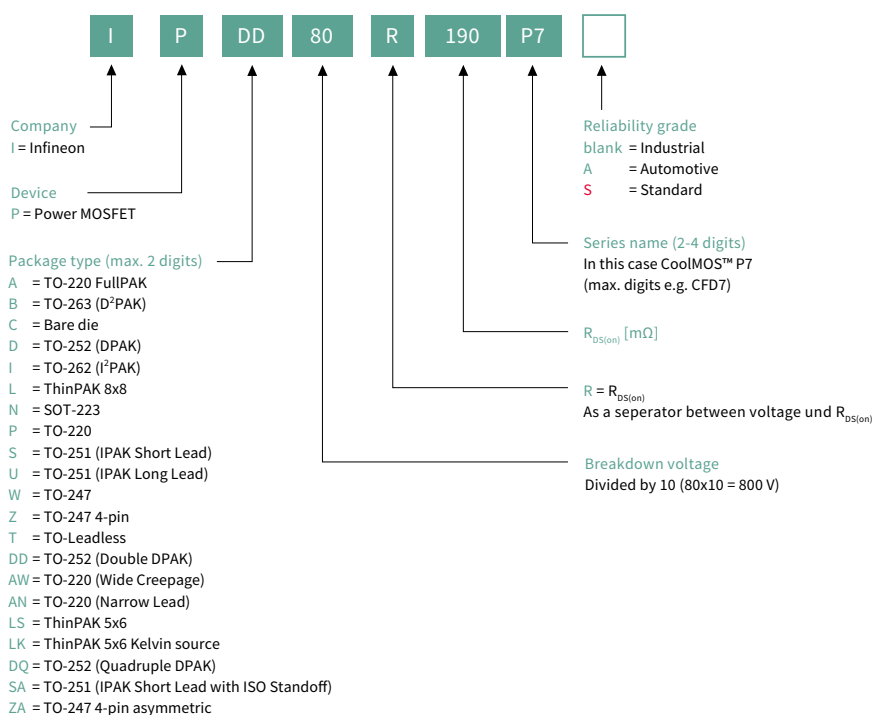 I P DD 80 R 190 P7
Company
I = Infineon
Device
P = Power MOSFET
Package type (max. 2 digits)
A = TO-220 FullPAK
B = TO-263 (D²PAK)
C = Bare die
D = TO-252 (DPAK)
I = TO-262 (I²PAK)
L = ThinPAK 8x8
N = SOT-223
P = TO-220
S = TO-251 (IPAK Short Lead)
U = TO-251 (IPAK Long Lead)
W = TO-247
Z = TO-247 4-pin
T = TO-Leadless
DD = TO-252 (Double DPAK)
AW = TO-220 (Wide Creepage)
AN = TO-220 (Narrow Lead)
LS = ThinPAK 5x6
LK = ThinPAK 5x6 Kelvin source
DQ = TO-252 (Quadruple DPAK)
SA = TO-251 (IPAK Short Lead with ISO Standoff)
ZA = TO-247 4-pin asymmetric
Reliability grade
blank = Industrial
A = Automotive
S = Standard
Series name (2-4 digits)
In this case CoolMOS™ P7
(max. digits e.g. CFD7)
RDS(on) [mΩ]
R = RDS(on)
As a seperator between voltage und RDS(on)
Breakdown voltage
Divided by 10 (80x10 = 800 V)